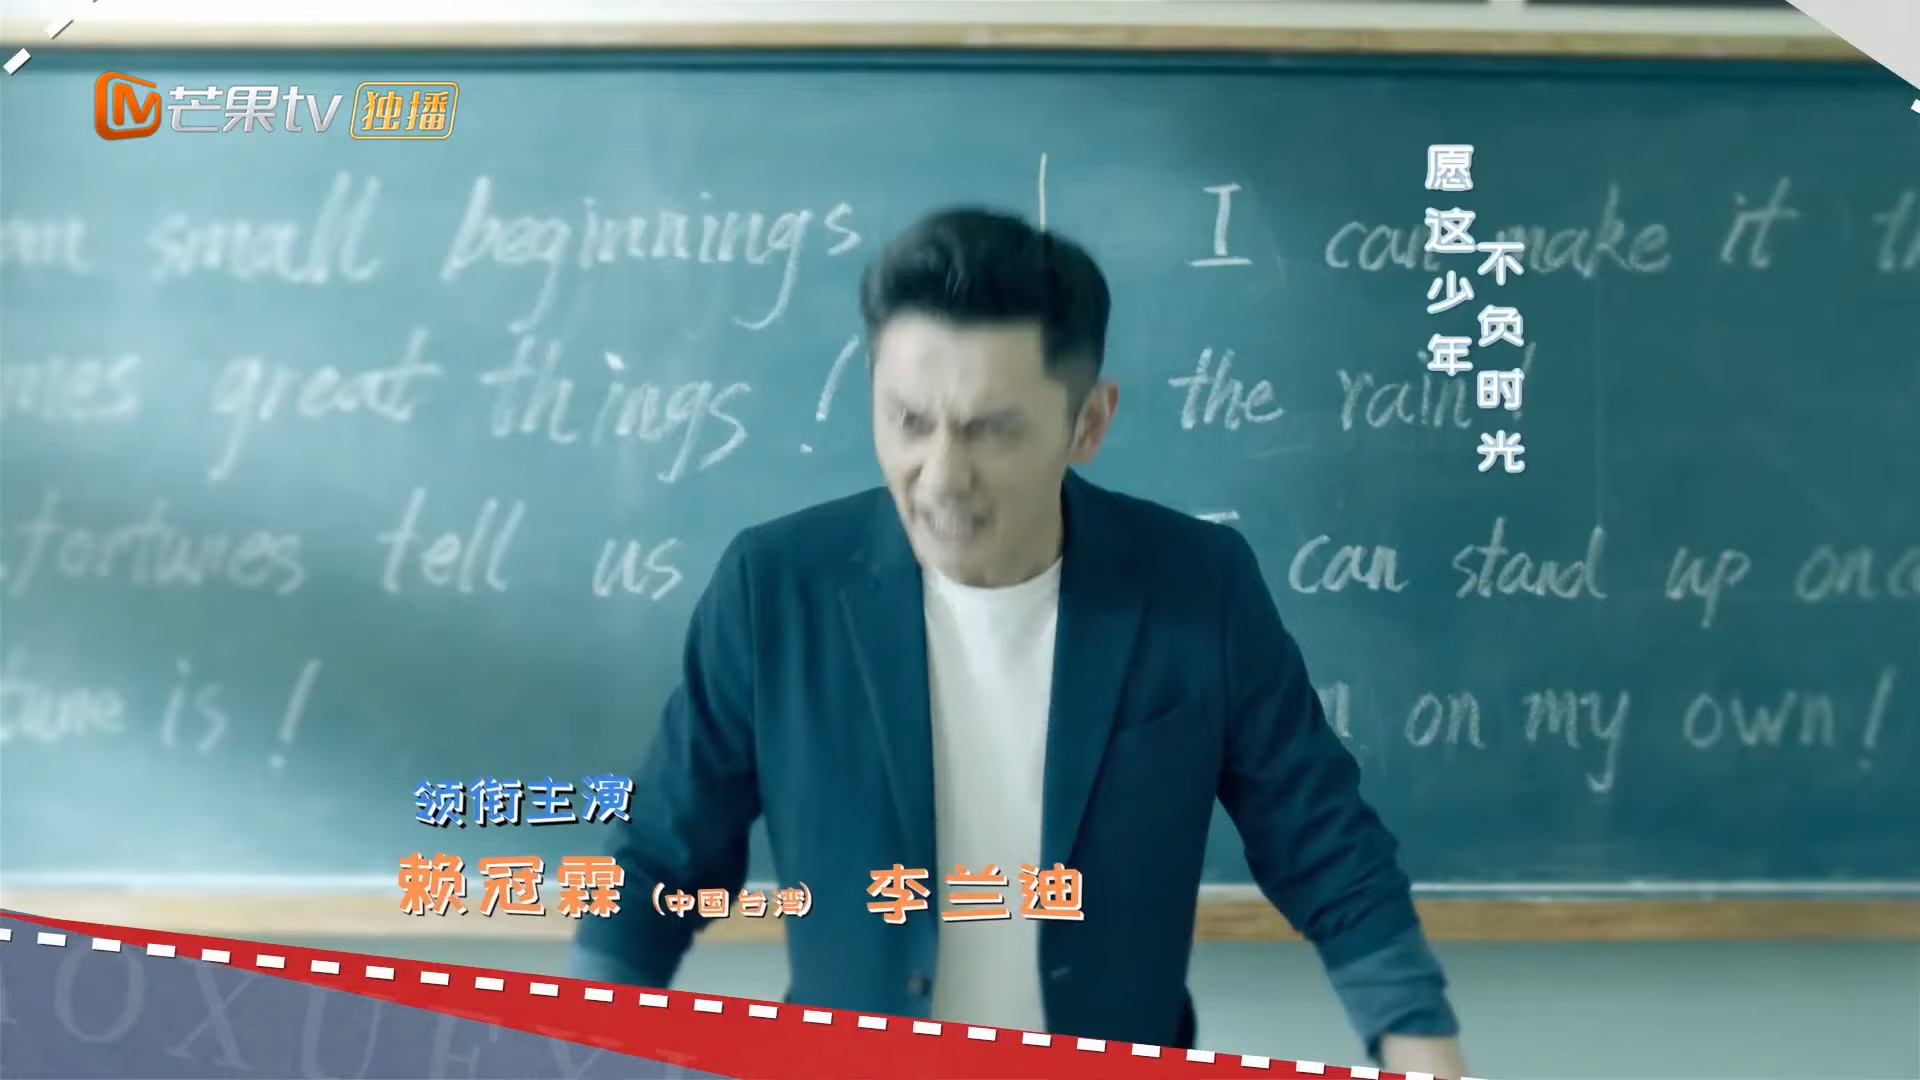 芒果tv 独播
愿这少年
不负时光
small beginnings
great things!
fortunes tell us
is!
I can make it
the rain!
can stand up
on my own!
领衔主演
赖冠霖(中国台湾) 李兰迪